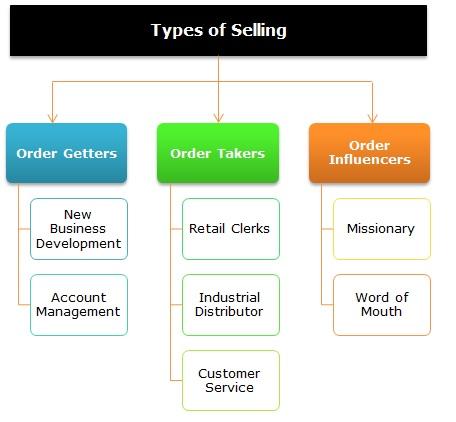 Types of Selling
Order Getters
Order Takers
Order
Influencers
New
Business
Development
Retail Clerks
Missionary
Account
Management
Industrial
Distributor
Word of
Mouth
Customer
Service